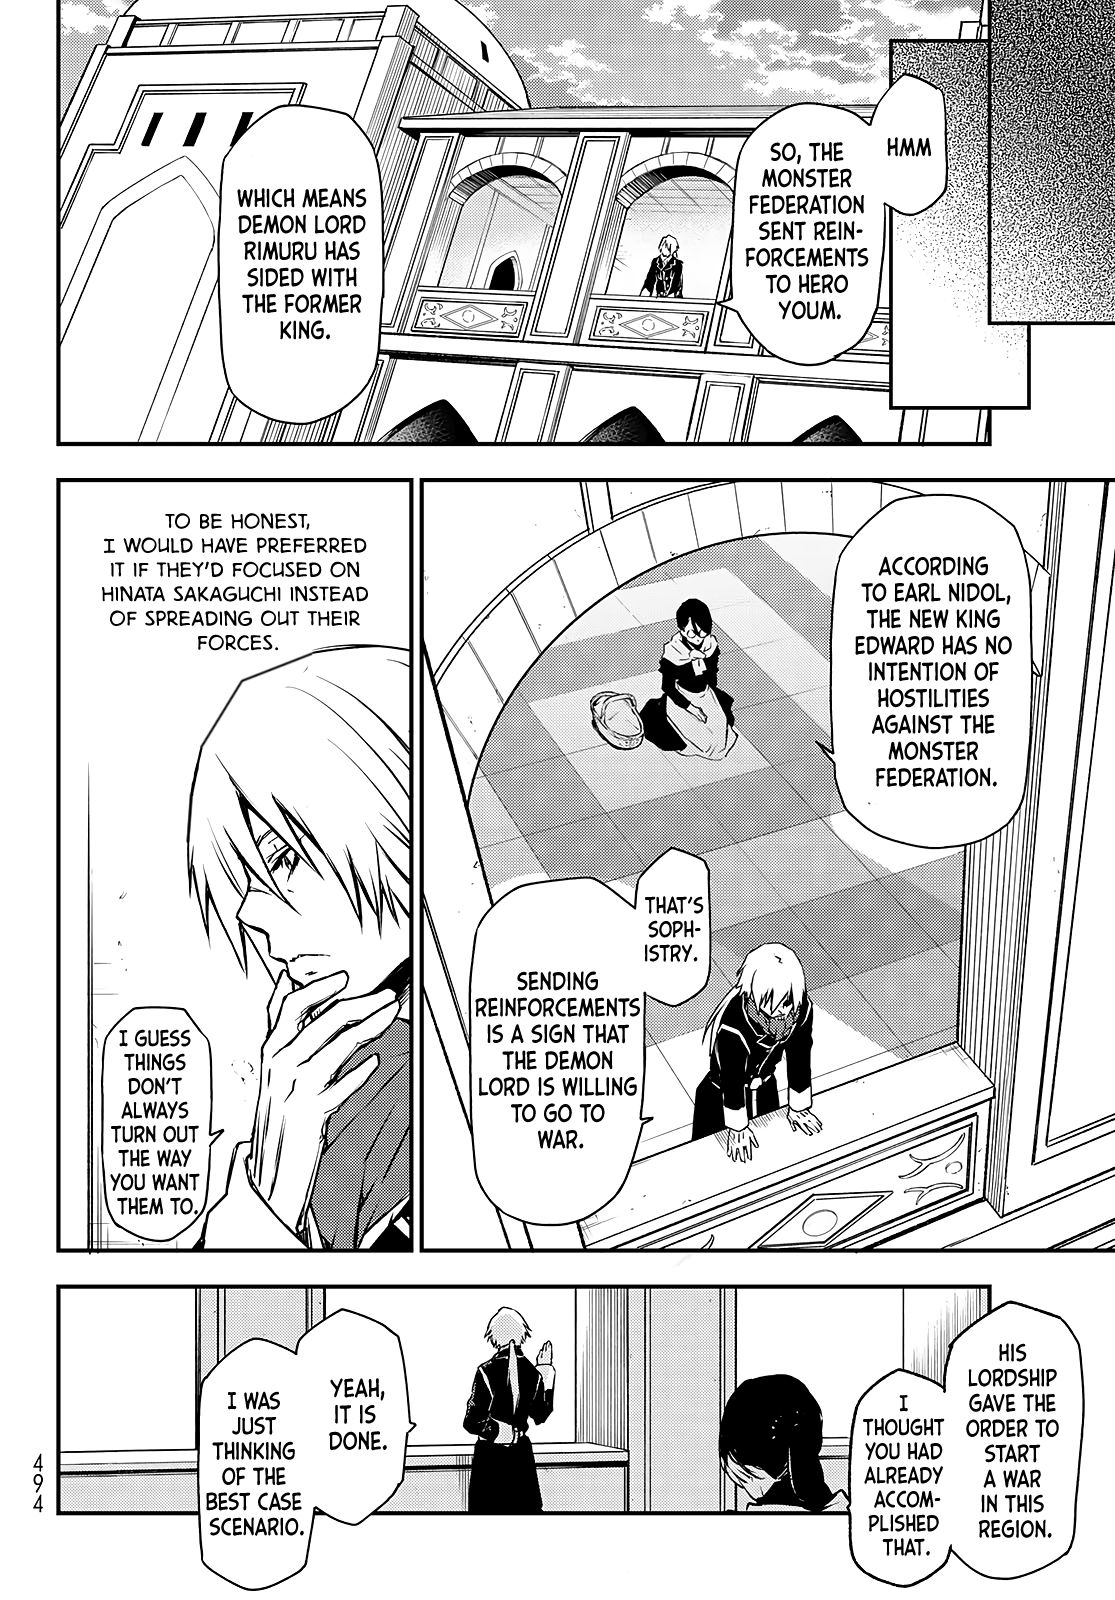 HMM
SO, THE
MONSTER
FEDERATION
SENT REIN-
FORCEMENTS
TO HERO
YOUM.
WHICH MEANS
DEMON LORD
RIMURU HAS
SIDED WITH
THE FORMER
KING.
ACCORDING
TO EARL NIDOL,
THE NEW KING
EDWARD HAS NO
INTENTION OF
HOSTILITIES
AGAINST THE
MONSTER
FEDERATION.
THAT'S
SOPH-
ISTRY.
SENDING
REINFORCEMENTS
IS A SIGN THAT
THE DEMON
LORD IS WILLING
TO GO TO
WAR.
TO BE HONEST,
I WOULD HAVE PREFERRED
IT IF THEY'D FOCUSED ON
HINATA SAKAGUCHI INSTEAD
OF SPREADING OUT THEIR
FORCES.
I GUESS
THINGS
DON'T
ALWAYS
TURN OUT
THE WAY
YOU WANT
THEM TO.
HIS
LORDSHIP
GAVE THE
ORDER TO
START
A WAR
IN THIS
REGION.
I
THOUGHT
YOU HAD
ALREADY
ACCOM-
PLISHED
THAT.
YEAH,
IT IS
DONE.
I WAS
JUST
THINKING
OF THE
BEST CASE
SCENARIO.
494